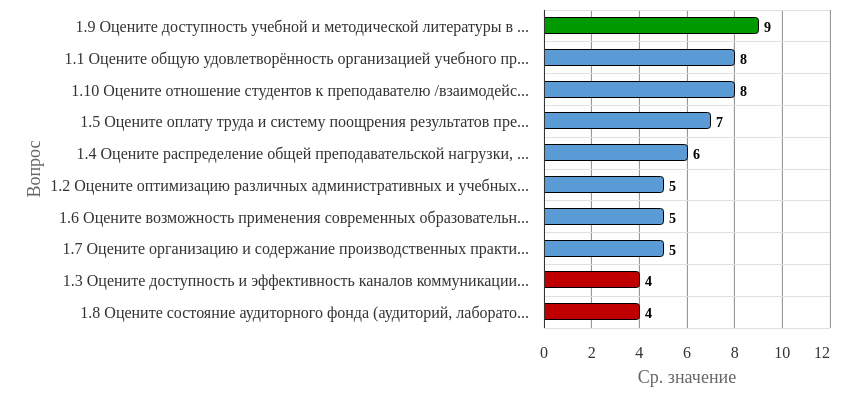 1.9 Оцените доступность учебной и методической литературы в ... 9
1.1 Оцените общую удовлетворённость организацией учебного пр... 8
1.10 Оцените отношение студентов к преподавателю /взаимодейс... 8
1.5 Оцените оплату труда и систему поощрения результатов пре... 7
1.4 Оцените распределение общей преподавательской нагрузки, ... 6
Вопрос
1.2 Оцените оптимизацию различных административных и учебных... 5
1.6 Оцените возможность применения современных образовательн... 5
1.7 Оцените организацию и содержание производственных практи... 5
1.3 Оцените доступность и эффективность каналов коммуникации... 4
1.8 Оцените состояние аудиторного фонда (аудиторий, лаборато... 4
0 2 4 6 8 10 12
Ср. значение